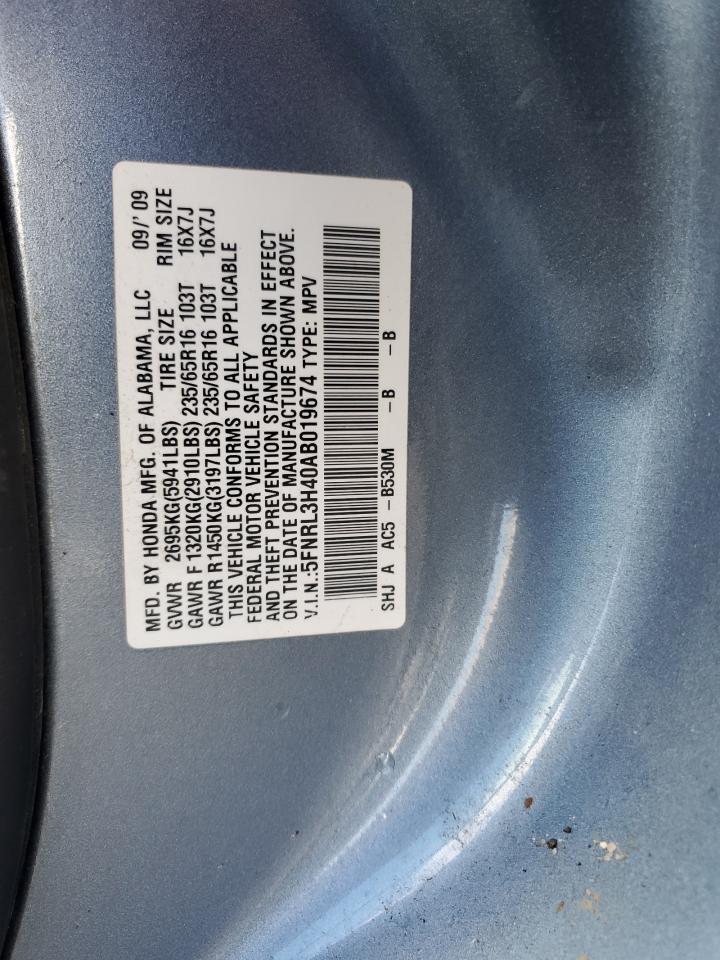 MFD. BY HONDA MFG. OF ALABAMA, LLC 09/' 09
GVWR 2695KG(5941LBS) TIRE SIZE RIM SIZE
GAWR F 1320KG(2910LBS) 235/65R16 103T 16X7J
GAWR R1450KG(3197LBS) 235/65R16 103T 16X7J
THIS VEHICLE CONFORMS TO ALL APPLICABLE
FEDERAL MOTOR VEHICLE SAFETY
AND THEFT PREVENTION STANDARDS IN EFFECT
ON THE DATE OF MANUFACTURE SHOWN ABOVE.
V.I.N.:5FNRL3H40AB019674 TYPE: MPV
SHJ A AC5 -B530M -B -B